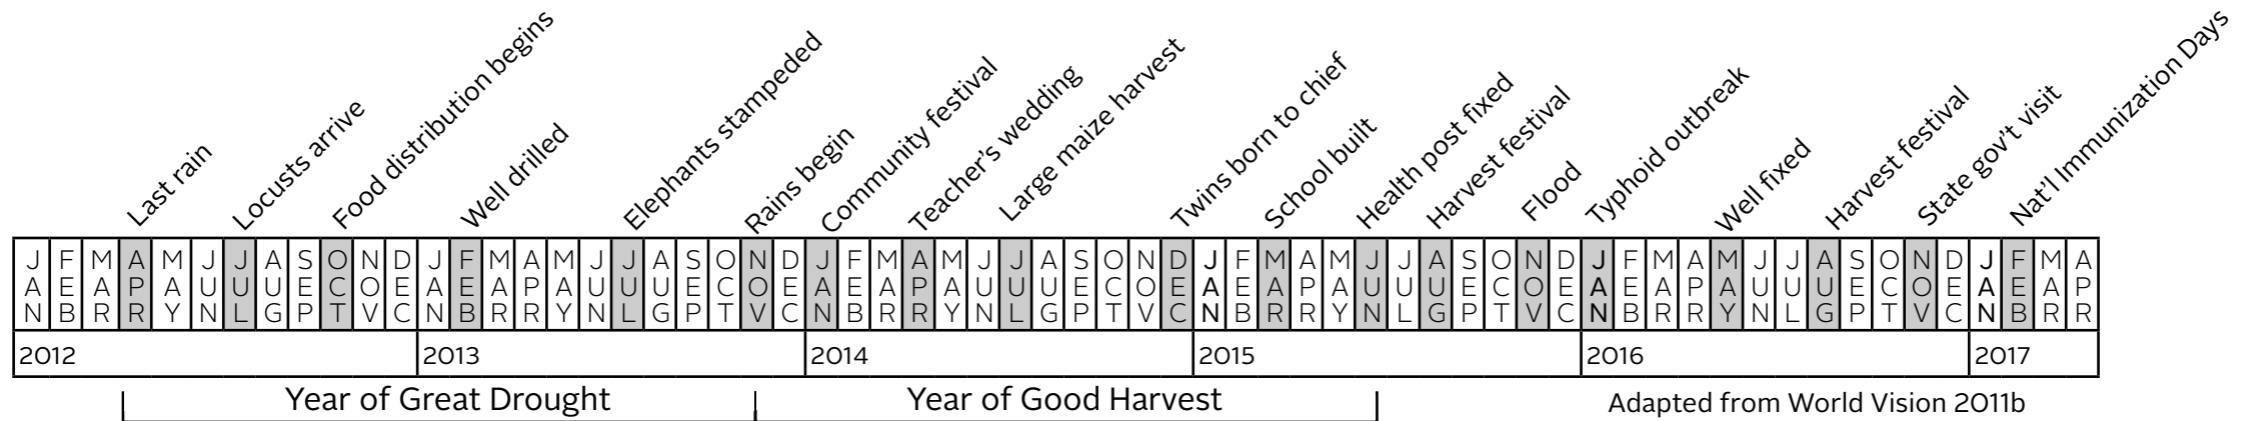 Last rain
Locusts arrive
Food distribution begins
Well drilled
Elephants stampeded
Rains begin
Community festival
Teacher's wedding
Large maize harvest
Twins born to chief
School built
Health post fixed
Harvest festival
Flood
Typhoid outbreak
Well fixed
Harvest festival
State gov't visit
Nat'l Immunization Days
JAN FEB MAR APR MAY JUN JUL AUG SEP OCT NOV DEC JAN FEB MAR APR MAY JUN JUL AUG SEP OCT NOV DEC JAN FEB MAR APR MAY JUN JUL AUG SEP OCT NOV DEC JAN FEB MAR APR MAY JUN JUL AUG SEP OCT NOV DEC JAN FEB MAR APR MAY JUN JUL AUG SEP OCT NOV DEC JAN FEB MAR APR
2012 2013 2014 2015 2016 2017
Year of Great Drought Year of Good Harvest Adapted from World Vision 2011b